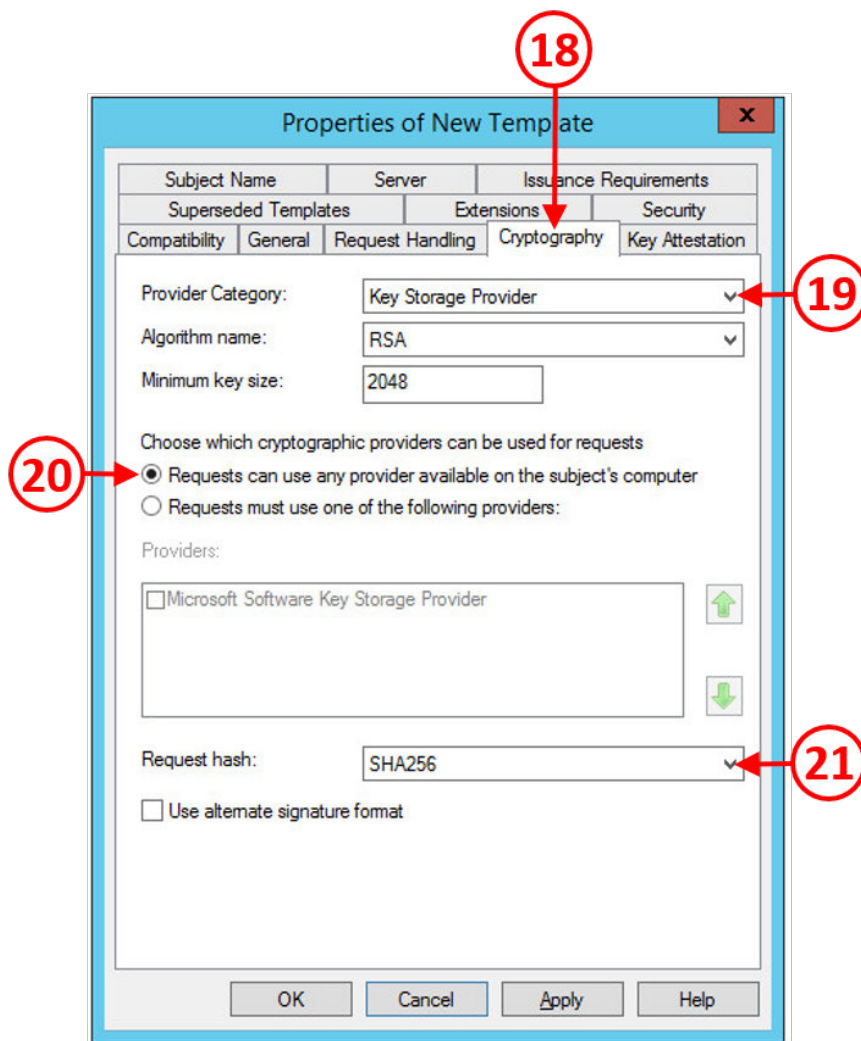 18
Properties of New Template
x
Subject Name Server Issuance Requirements
Superseded Templates Extensions Security
Compatibility General Request Handling Cryptography Key Attestation
Provider Category: Key Storage Provider
19
Algorithm name: RSA
Minimum key size: 2048
Choose which cryptographic providers can be used for requests
20
Requests can use any provider available on the subject's computer
Requests must use one of the following providers:
Providers:
Microsoft Software Key Storage Provider
Request hash: SHA256
21
Use alternate signature format
OK Cancel Apply Help